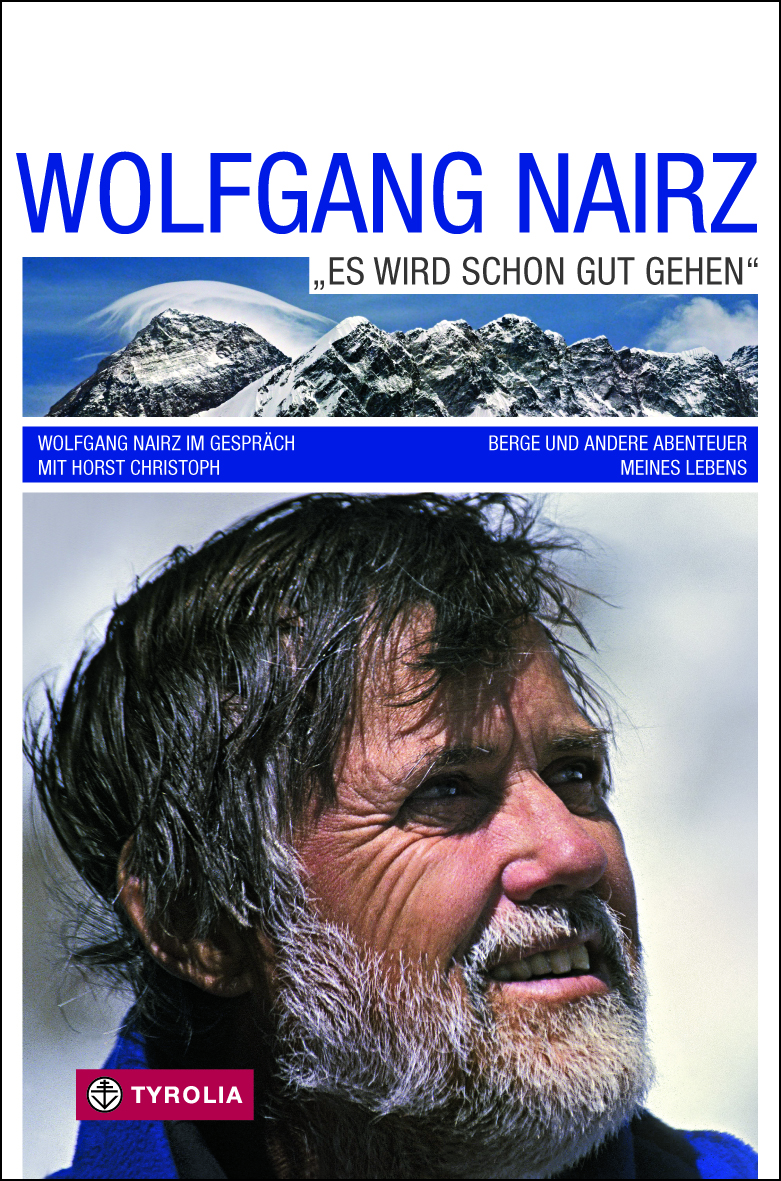 WOLFGANG NAIRZ
„ES WIRD SCHON GUT GEHEN“
WOLFGANG NAIRZ IM GESPRÄCH
MIT HORST CHRISTOPH
BERGE UND ANDERE ABENTEUER
MEINES LEBENS
TYROLIA